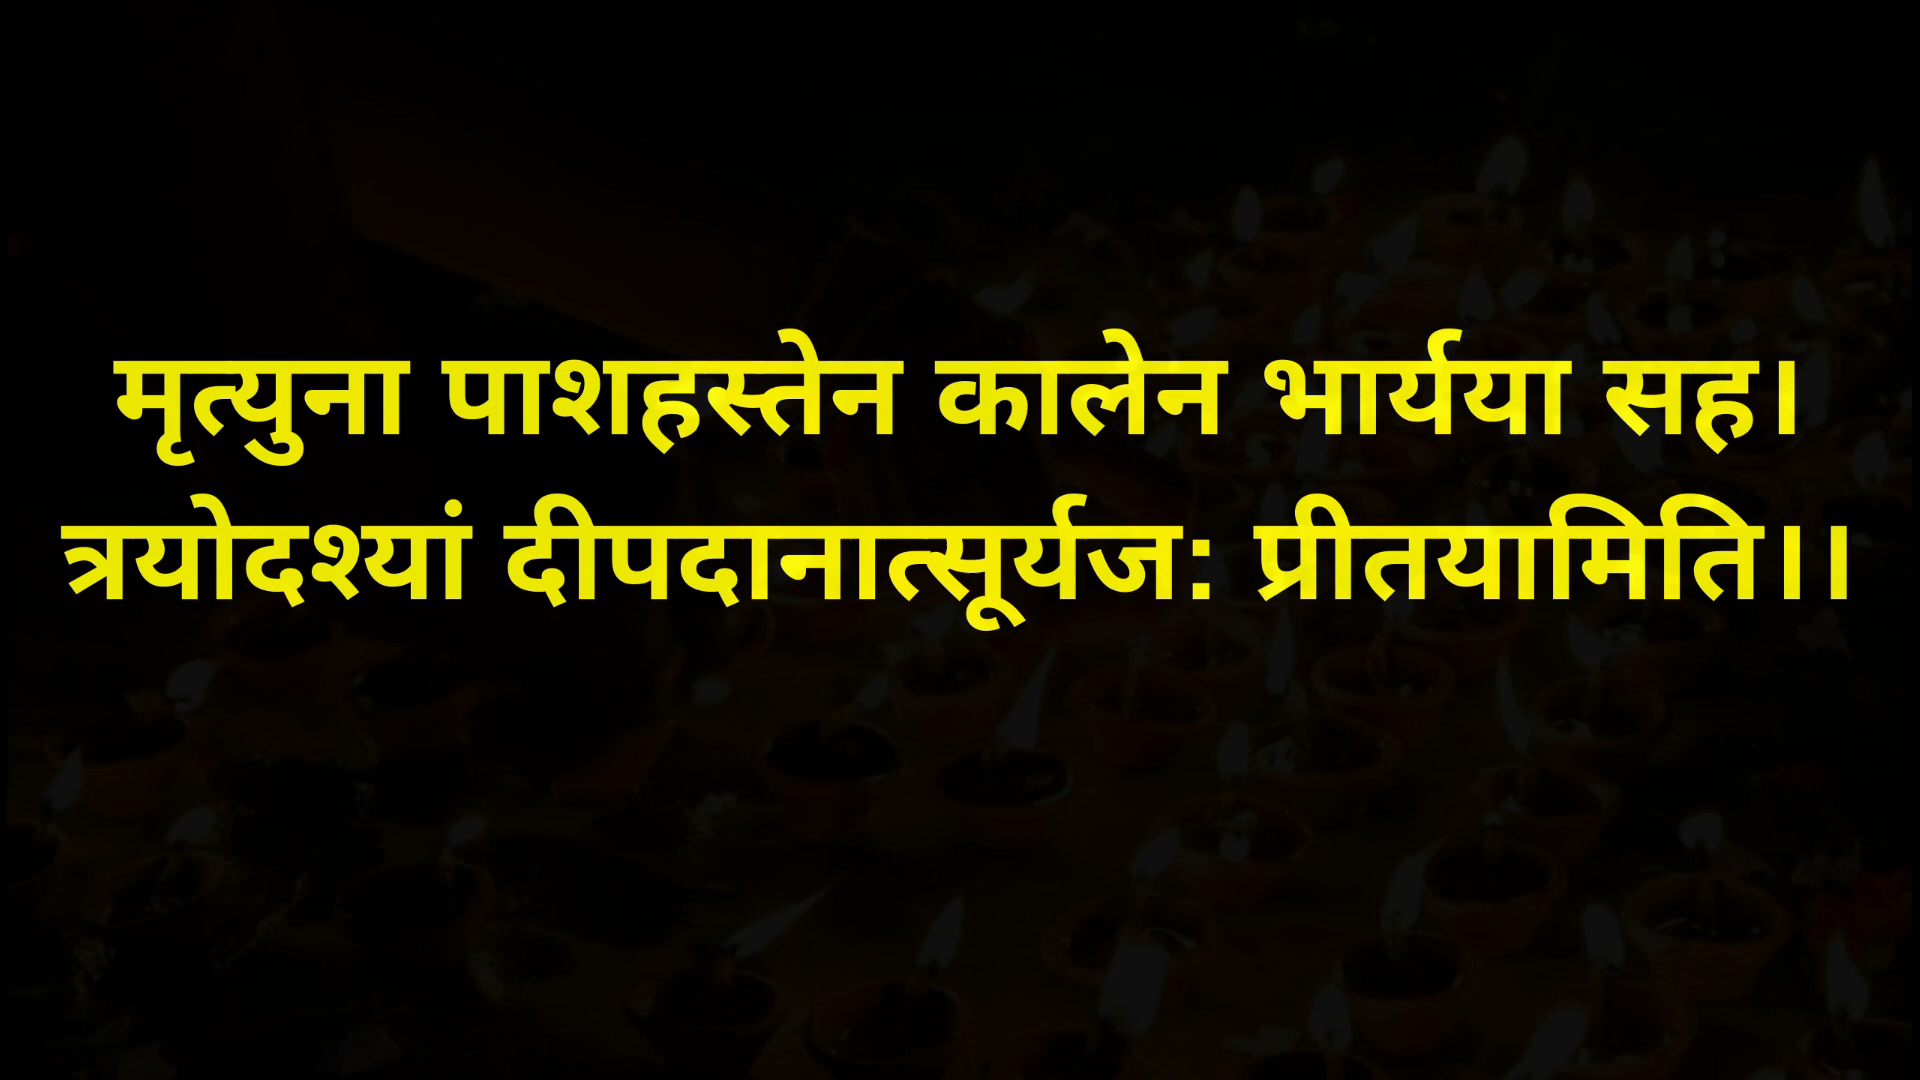 मृत्युना पाशहस्तेन कालेन भार्यया सह।
त्रयोदश्यां दीपदानात्सूर्यज: प्रीतयामिति।।